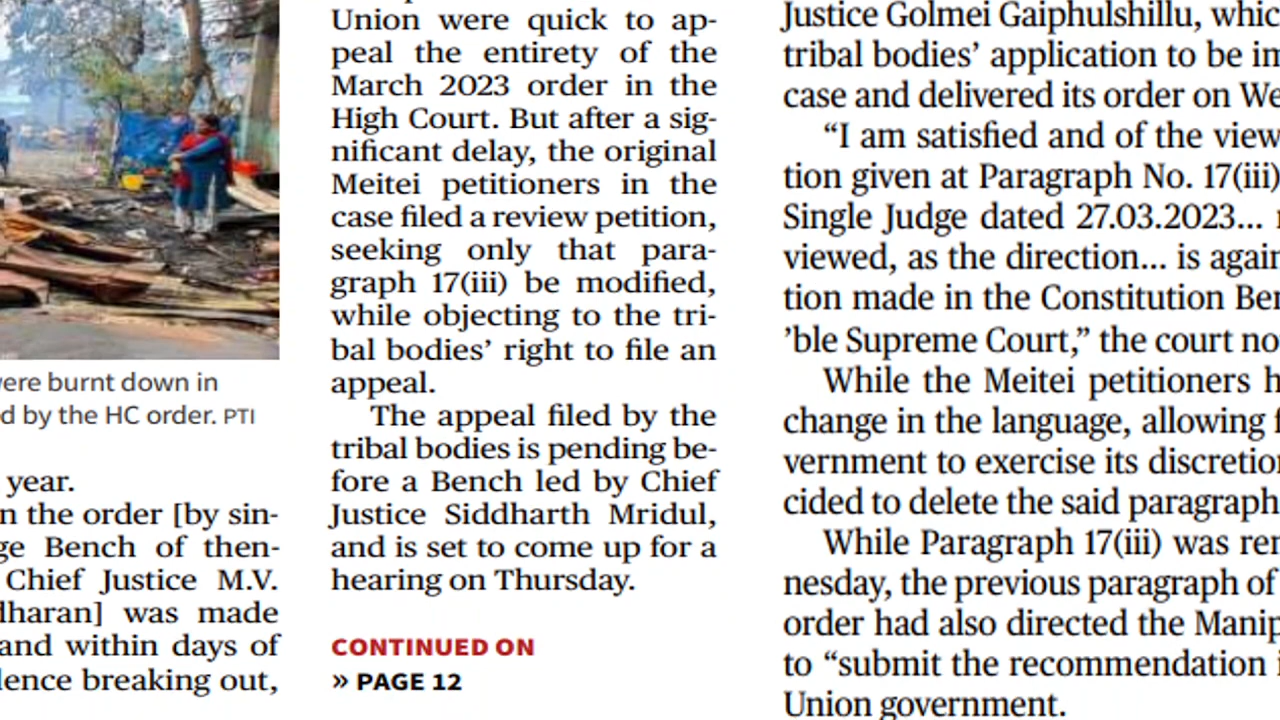 were burnt down in
d by the HC order. PTI
year.
n the order [by sin-
ge Bench of then-
Chief Justice M.V.
dharan] was made
and within days of
lence breaking out,
Union were quick to ap-
peal the entirety of the
March 2023 order in the
High Court. But after a sig-
nificant delay, the original
Meitei petitioners in the
case filed a review petition,
seeking only that para-
graph 17(iii) be modified,
while objecting to the tri-
bal bodies’ right to file an
appeal.
The appeal filed by the
tribal bodies is pending be-
fore a Bench led by Chief
Justice Siddharth Mridul,
and is set to come up for a
hearing on Thursday.
CONTINUED ON
» PAGE 12
Justice Golmei Gaiphulshillu, whic
tribal bodies’ application to be im
case and delivered its order on We
“I am satisfied and of the view
tion given at Paragraph No. 17(iii)
Single Judge dated 27.03.2023...
viewed, as the direction... is again
tion made in the Constitution Ben
’ble Supreme Court,” the court no
While the Meitei petitioners h
change in the language, allowing f
vernment to exercise its discretion
cided to delete the said paragraph
While Paragraph 17(iii) was rem
nesday, the previous paragraph of
order had also directed the Manip
to “submit the recommendation i
Union government.